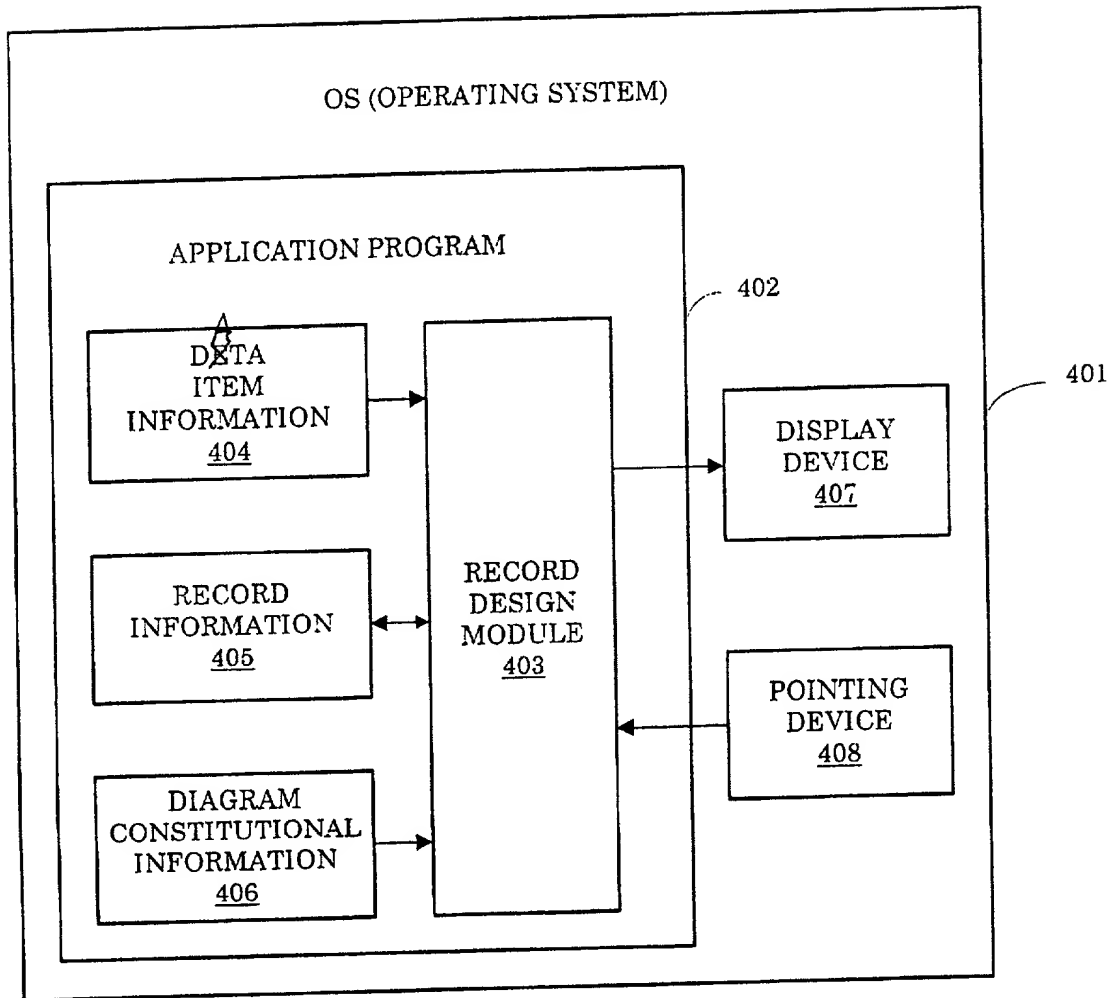 OS (OPERATING SYSTEM)
APPLICATION PROGRAM
402
401
A
DETA
ITEM
INFORMATION
404
RECORD
INFORMATION
405
DIAGRAM
CONSTITUTIONAL
INFORMATION
406
RECORD
DESIGN
MODULE
403
DISPLAY
DEVICE
407
POINTING
DEVICE
408